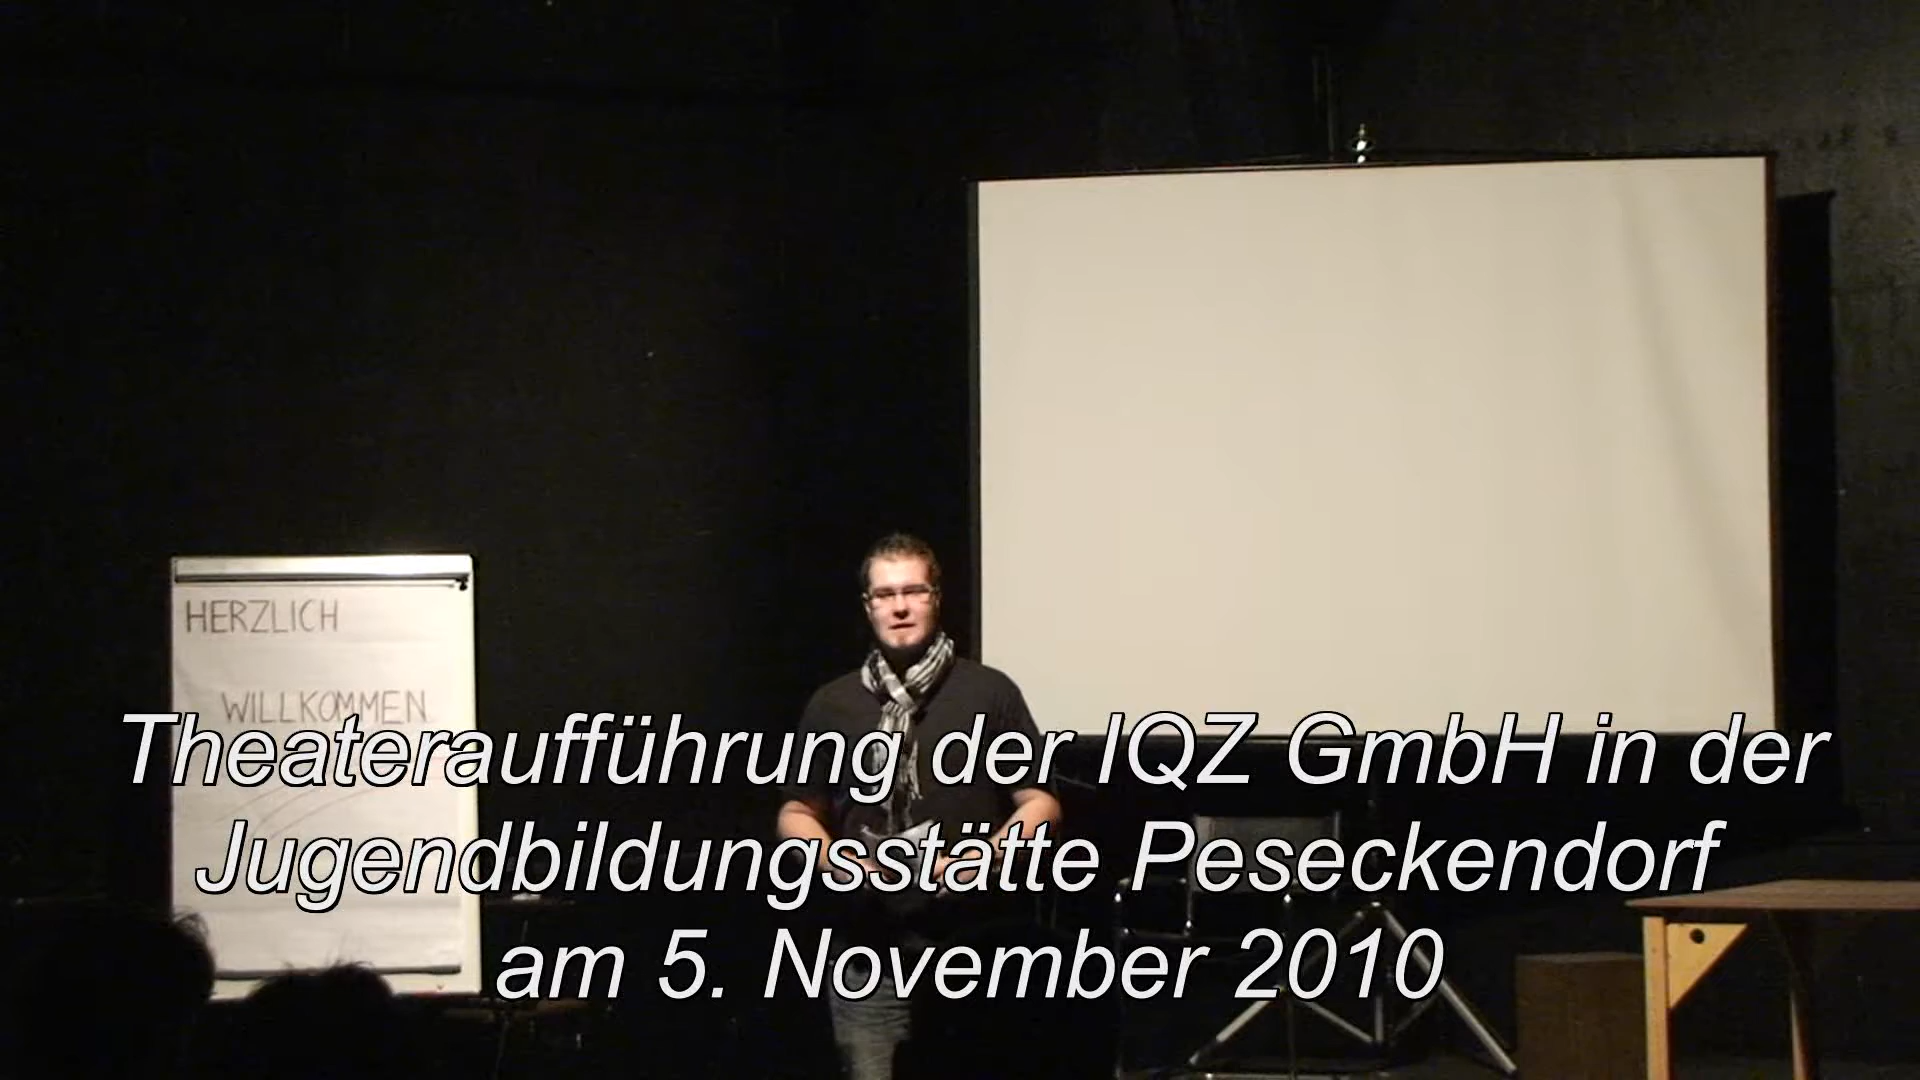 HERZLICH
WILLKOMMEN
Theateraufführung der IQZ GmbH in der
Jugendbildungsstätte Peseckendorf
am 5. November 2010